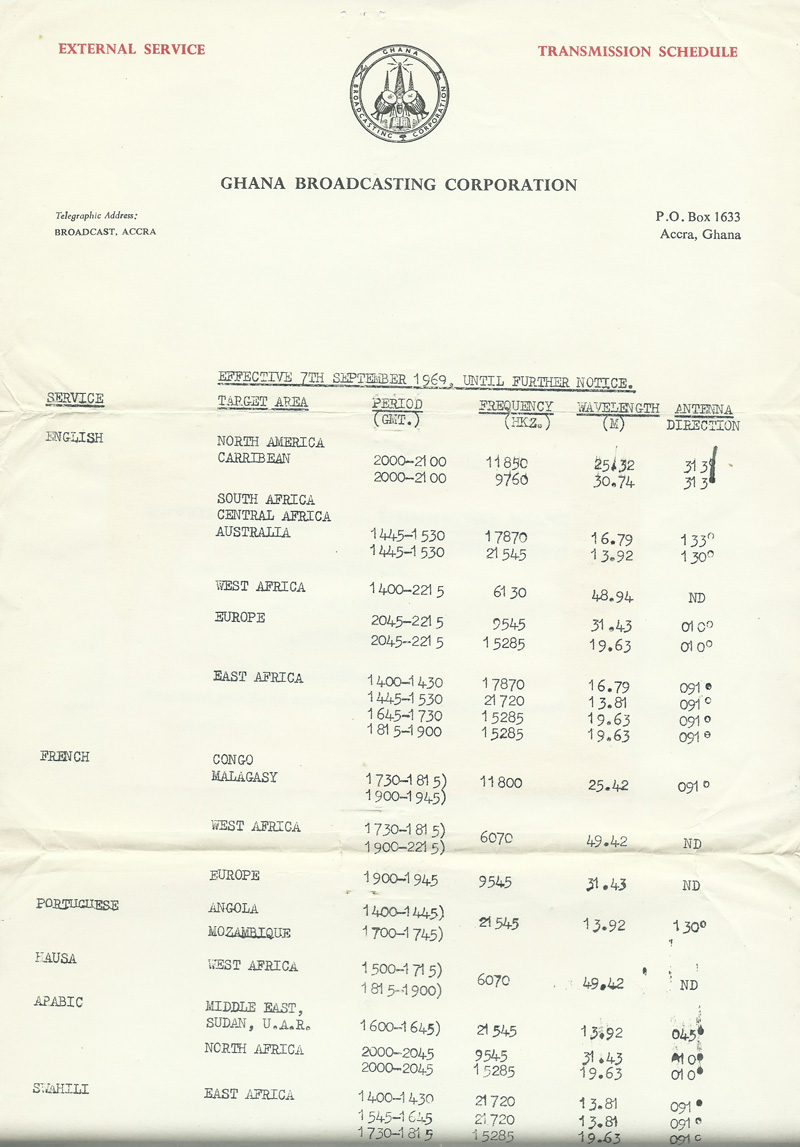 EXTERNAL SERVICE
TRANSMISSION SCHEDULE
GHANA BROADCASTING CORPORATION
GHANA BROADCASTING CORPORATION
Telegraphic Address:
BROADCAST, ACCRA
P.O. Box 1633
Accra, Ghana
EFFECTIVE 7TH SEPTEMBER 1969, UNTIL FURTHER NOTICE.
SERVICE TARGET AREA PERIOD FREQUENCY WAVELENGTH ANTENNA
(GMT.) (HKZ.) (M) DIRECTION
ENGLISH NORTH AMERICA
CARRIBEAN 2000-2100 11850 25.32 313
2000-2100 9760 30.74 313
SOUTH AFRICA
CENTRAL AFRICA
AUSTRALIA 1445-1530 17870 16.79 133°
1445-1530 21545 13.92 130°
WEST AFRICA 1400-2215 6130 48.94 ND
EUROPE 2045-2215 9545 31.43 010°
2045-2215 15285 19.63 010°
EAST AFRICA 1400-1430 17870 16.79 091°
1445-1530 21720 13.81 091°
1645-1730 15285 19.63 091°
1815-1900 15285 19.63 091°
FRENCH CONGO
MALAGASY 1730-1815) 11800 25.42 091°
1900-1945)
WEST AFRICA 1730-1815) 6070 49.42 ND
1900-2215)
EUROPE 1900-1945 9545 31.43 ND
PORTUGUESE ANGOLA 1400-1445) 21545 13.92 130°
MOZAMBIQUE 1700-1745)
HAUSA WEST AFRICA 1500-1715) 6070 49.42 ND
1815-1900)
APABIC MIDDLE EAST,
SUDAN, U.A.R. 1600-1645) 21545 13.92 045°
NORTH AFRICA 2000-2045 9545 31.43 010°
2000-2045 15285 19.63 010°
SWAHILI EAST AFRICA 1400-1430 21720 13.81 091°
1545-1645 21720 13.81 091°
1730-1815 15285 19.63 091°